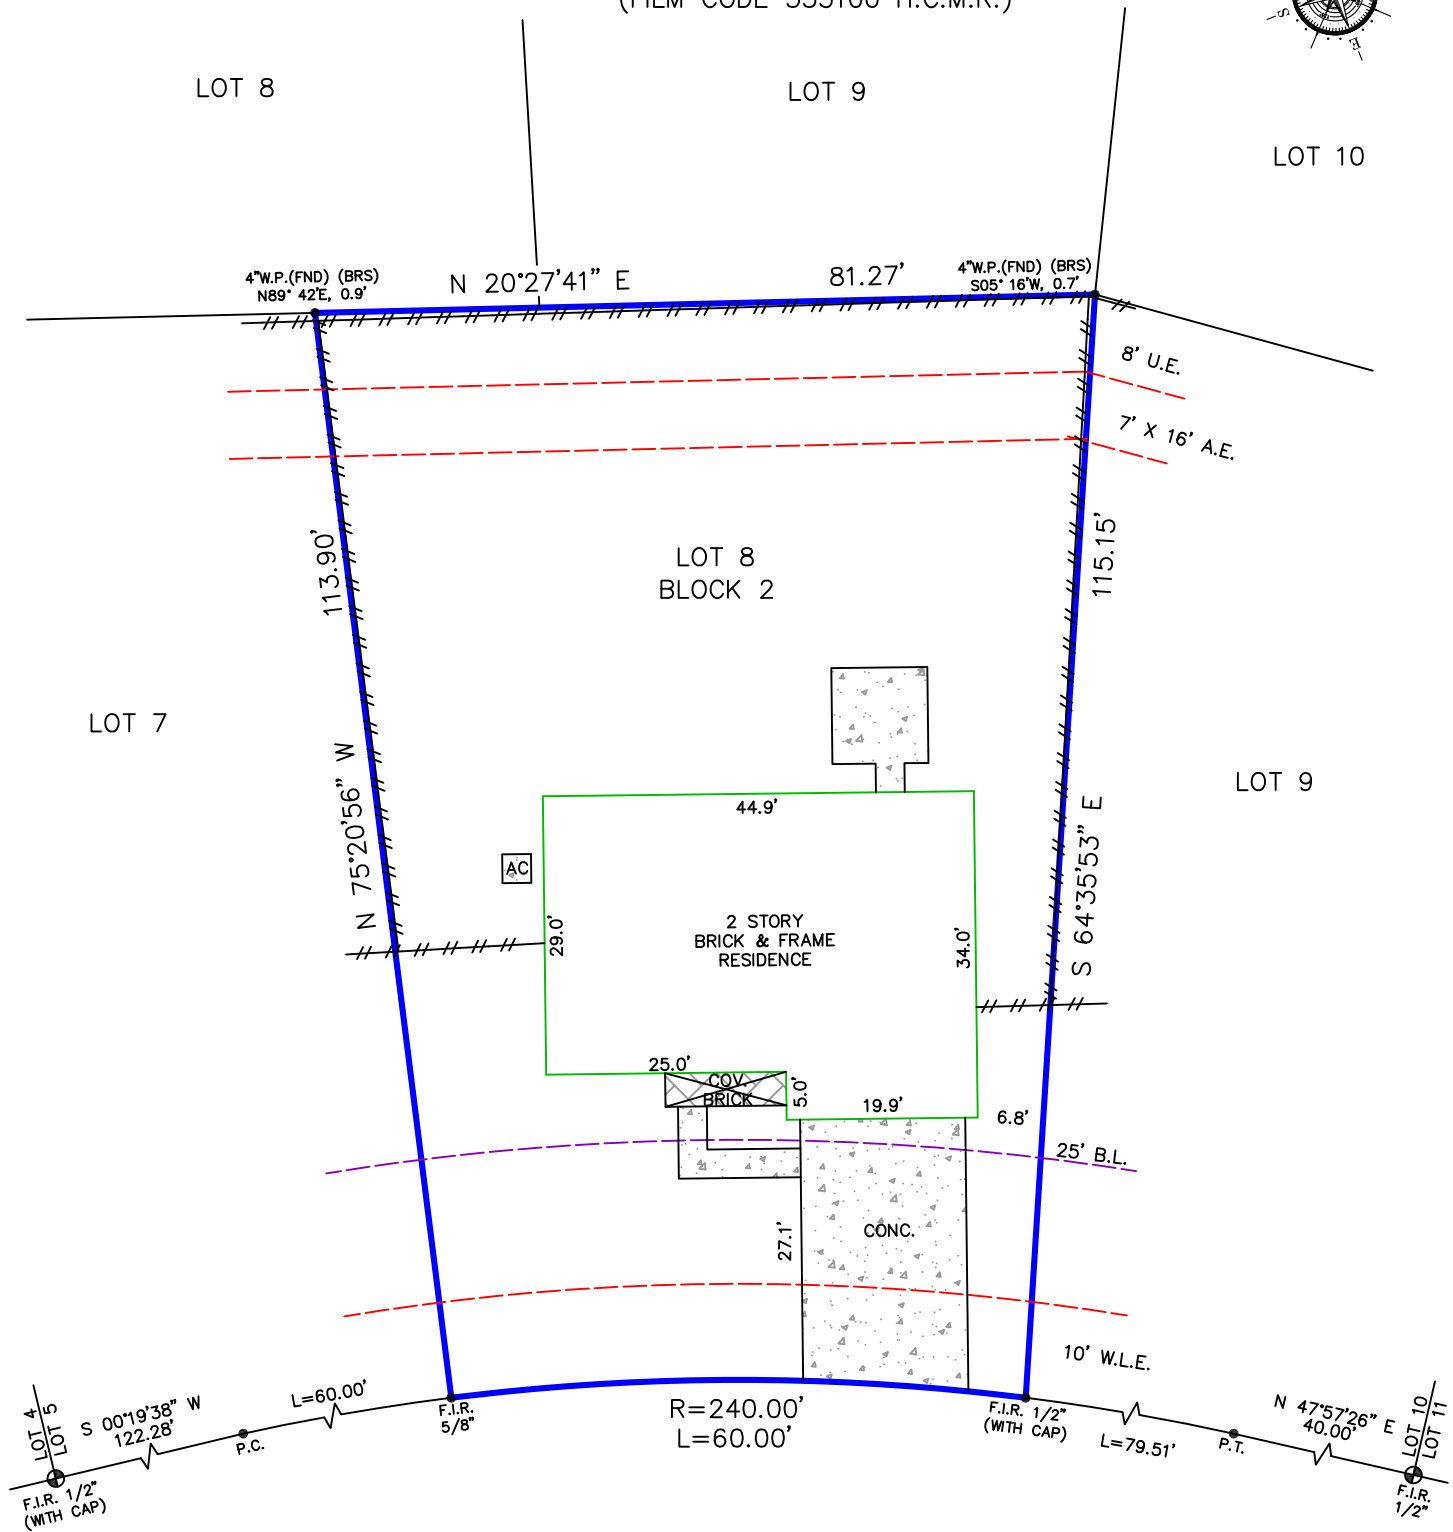 (FILM CODE 555106 H.C.M.R.)
S
E
LOT 8
LOT 9
LOT 10
4"W.P.(FND) (BRS)
N89° 42'E, 0.9'
N 20°27'41" E
81.27'
4"W.P.(FND) (BRS)
S05° 16'W, 0.7'
8' U.E.
7' X 16' A.E.
113.90'
LOT 8
BLOCK 2
115.15'
LOT 7
N 75°20'56" W
LOT 9
S 64°35'53" E
44.9'
AC
29.0'
2 STORY
BRICK & FRAME
RESIDENCE
34.0'
25.0'
COV.
BRICK
5.0'
19.9'
6.8'
25' B.L.
27.1'
CONC.
10' W.L.E.
LOT 4
LOT 5
S 00°19'38" W
122.28'
L=60.00'
P.C.
F.I.R.
5/8"
R=240.00'
L=60.00'
F.I.R. 1/2"
(WITH CAP)
L=79.51'
P.T.
N 47°57'26" E
40.00'
LOT 10
LOT 11
F.I.R. 1/2"
(WITH CAP)
F.I.R.
1/2"